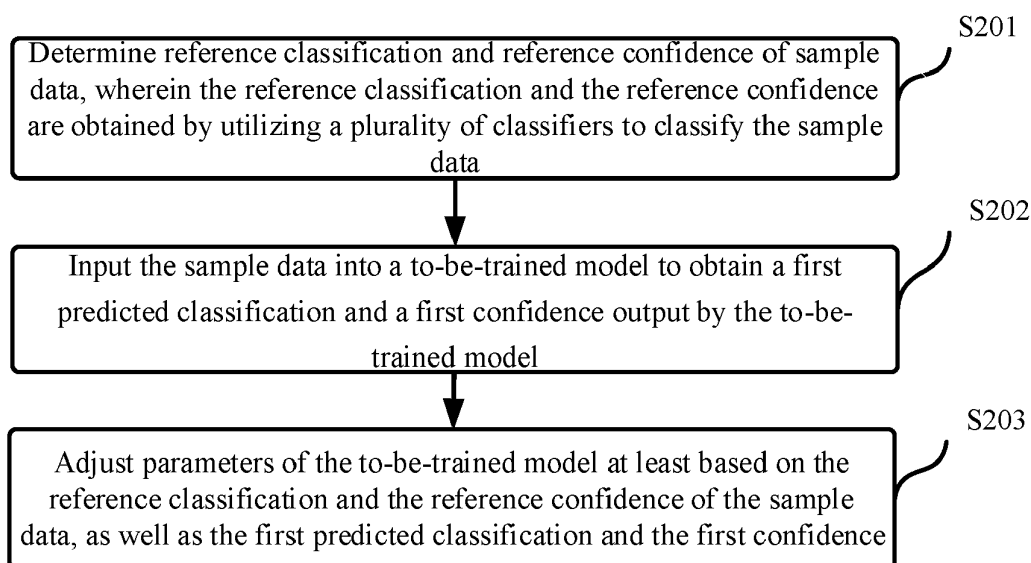 S201
Determine reference classification and reference confidence of sample
data, wherein the reference classification and the reference confidence
are obtained by utilizing a plurality of classifiers to classify the sample
data
S202
Input the sample data into a to-be-trained model to obtain a first
predicted classification and a first confidence output by the to-be-
trained model
S203
Adjust parameters of the to-be-trained model at least based on the
reference classification and the reference confidence of the sample
data, as well as the first predicted classification and the first confidence